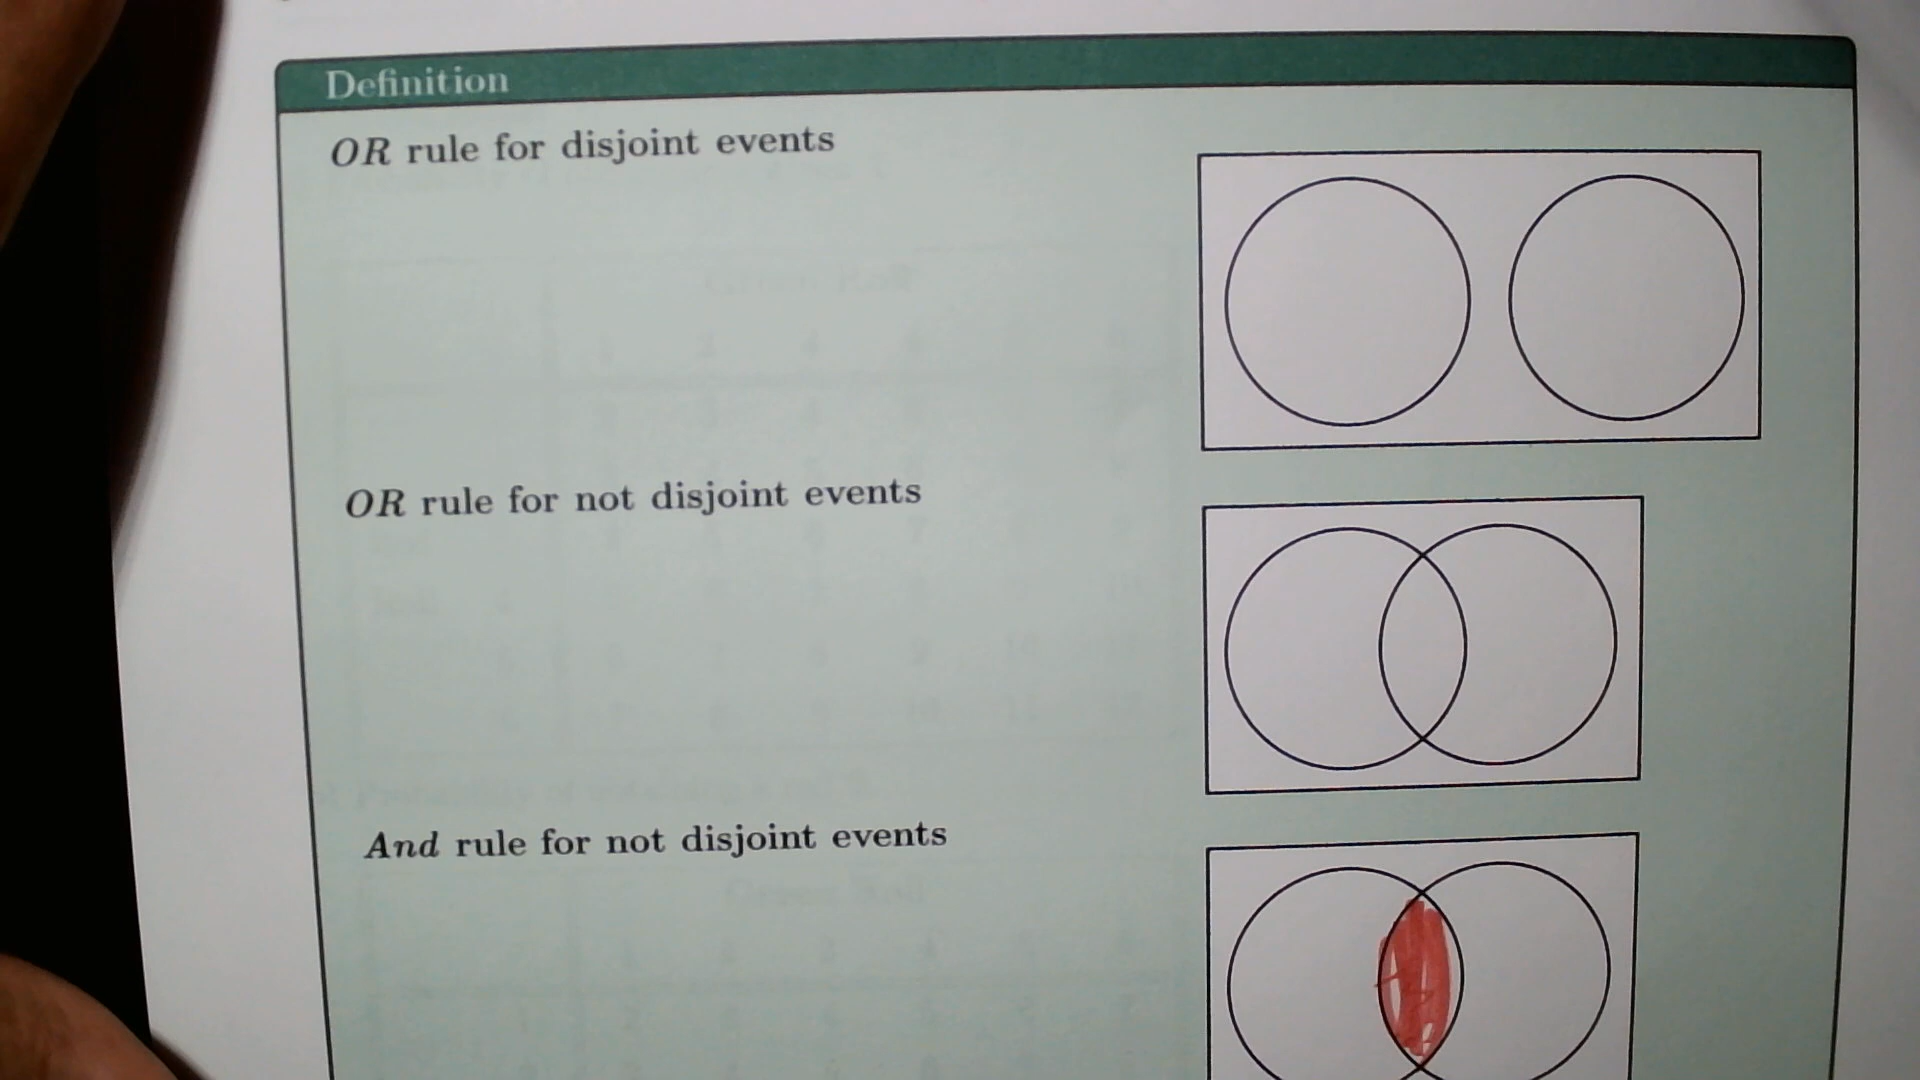 Definition
OR rule for disjoint events
OR rule for not disjoint events
And rule for not disjoint events